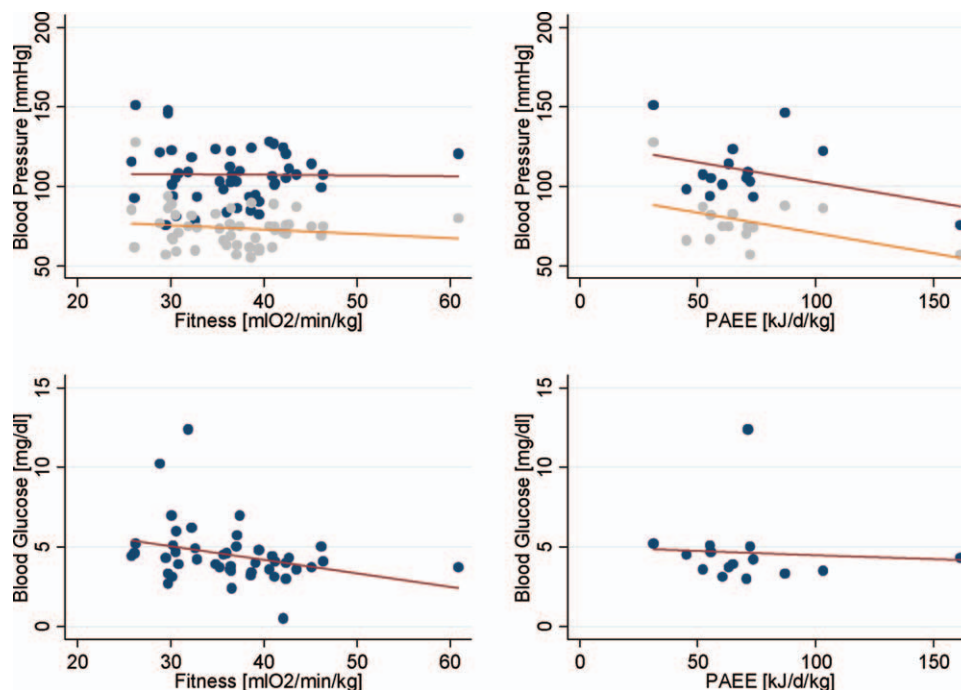 Blood Pressure [mmHg]
50 100 150 200
20 30 40 50 60
Fitness [mlO2/min/kg]
Blood Pressure [mmHg]
50 100 150 200
0 50 100 150
PAEE [kJ/d/kg]
Blood Glucose [mg/dl]
0 5 10 15
20 30 40 50 60
Fitness [mlO2/min/kg]
Blood Glucose [mg/dl]
0 5 10 15
0 50 100 150
PAEE [kJ/d/kg]